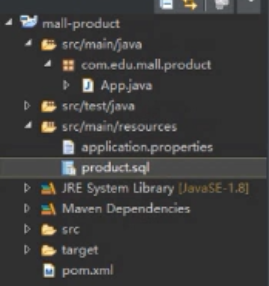 mall-product
src/main/java
com.edu.mall.product
App.java
src/test/java
src/main/resources
application.properties
product.sql
JRE System Library [JavaSE-1.8]
Maven Dependencies
src
target
pom.xml